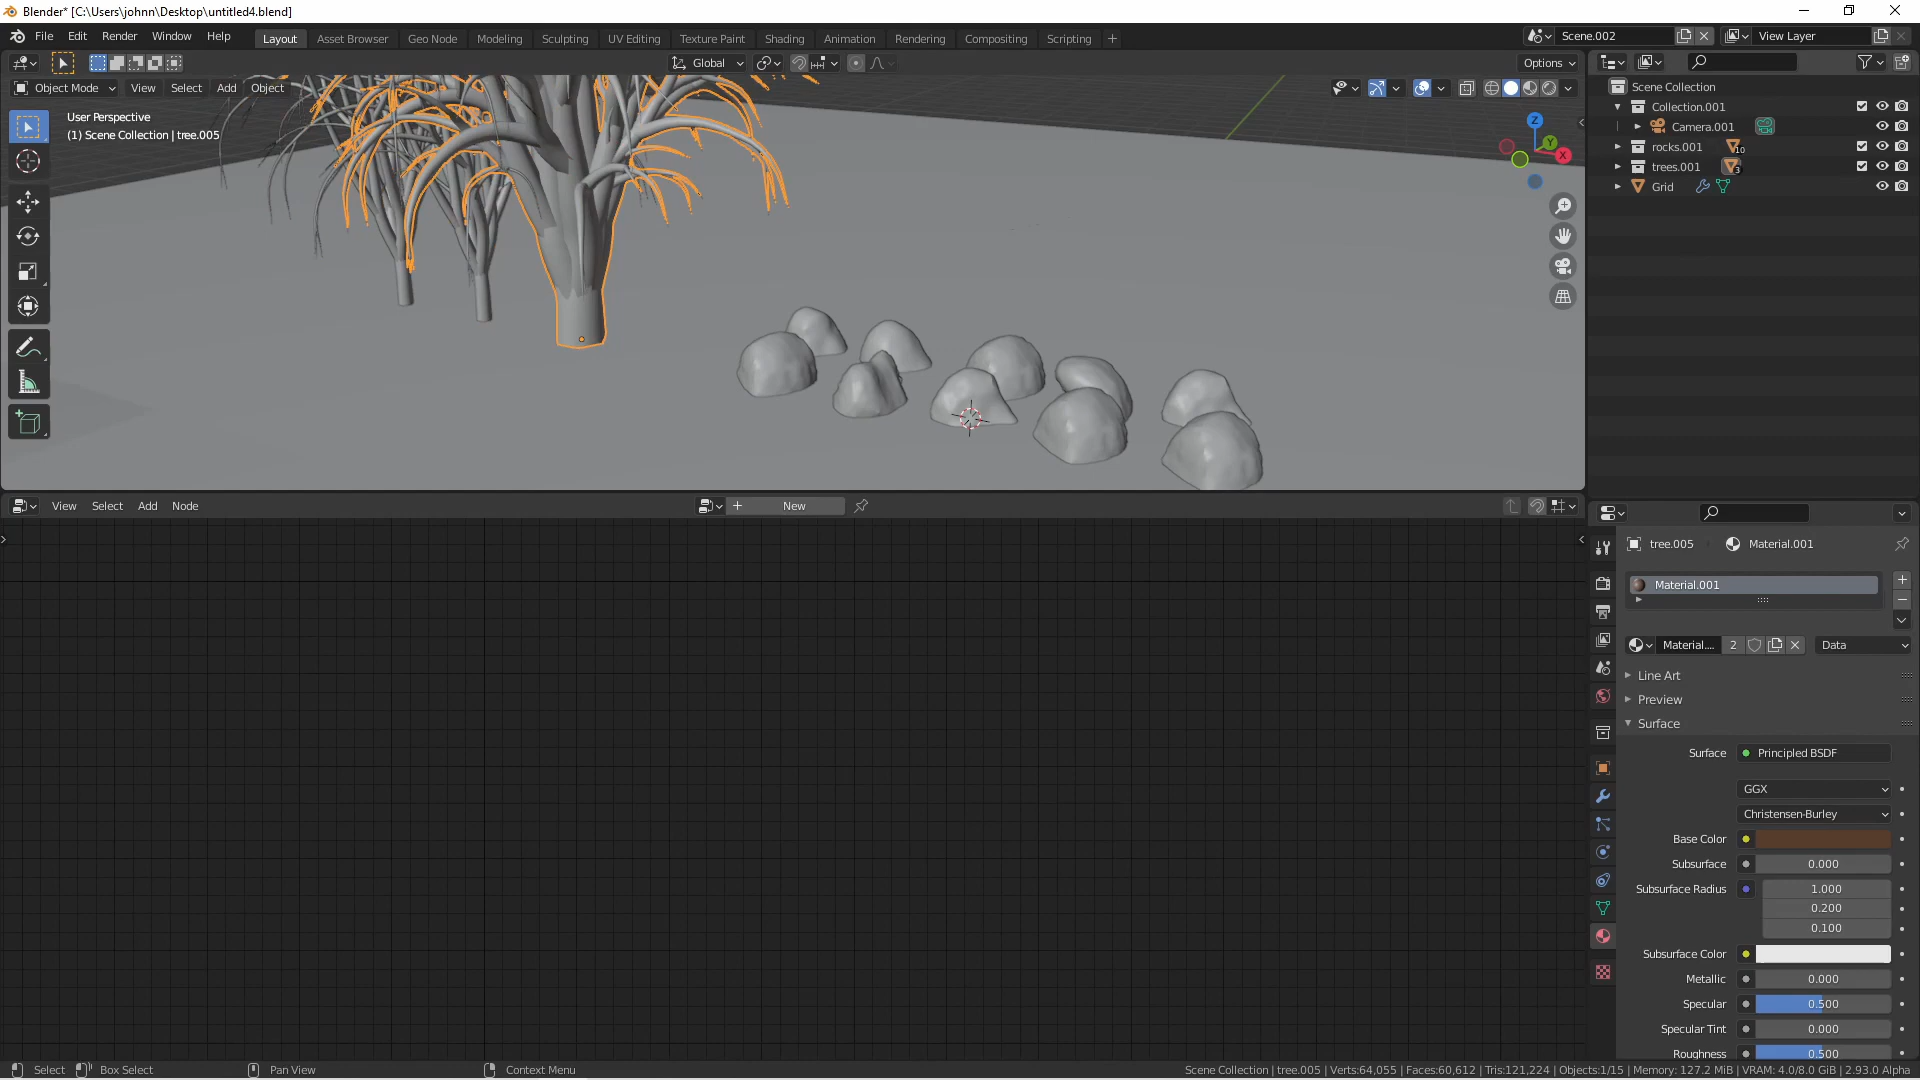 Blender* [C:\Users\johnn\Desktop\untitled4.blend]
File Edit Render Window Help
Layout Asset Browser Geo Node Modeling Sculpting UV Editing Texture Paint Shading Animation Rendering Compositing Scripting +
Scene.002
View Layer
Global
Options
Object Mode View Select Add Object
User Perspective
(1) Scene Collection | tree.005
Z
Y
X
Scene Collection
Collection.001
Camera.001
rocks.001 10
trees.001 3
Grid
View Select Add Node
+ New
tree.005 Material.001
Material.001
Material.... 2 Data
Line Art
Preview
Surface
Surface Principled BSDF
GGX
Christensen-Burley
Base Color
Subsurface 0.000
Subsurface Radius 1.000
0.200
0.100
Subsurface Color
Metallic 0.000
Specular 0.500
Specular Tint 0.000
Roughness 0.500
Select Box Select Pan View Context Menu
Scene Collection | tree.005 | Verts:64,055 | Faces:60,612 | Tris:121,224 | Objects:1/15 | Memory: 127.2 MiB | VRAM: 4.0/8.0 GiB | 2.93.0 Alpha